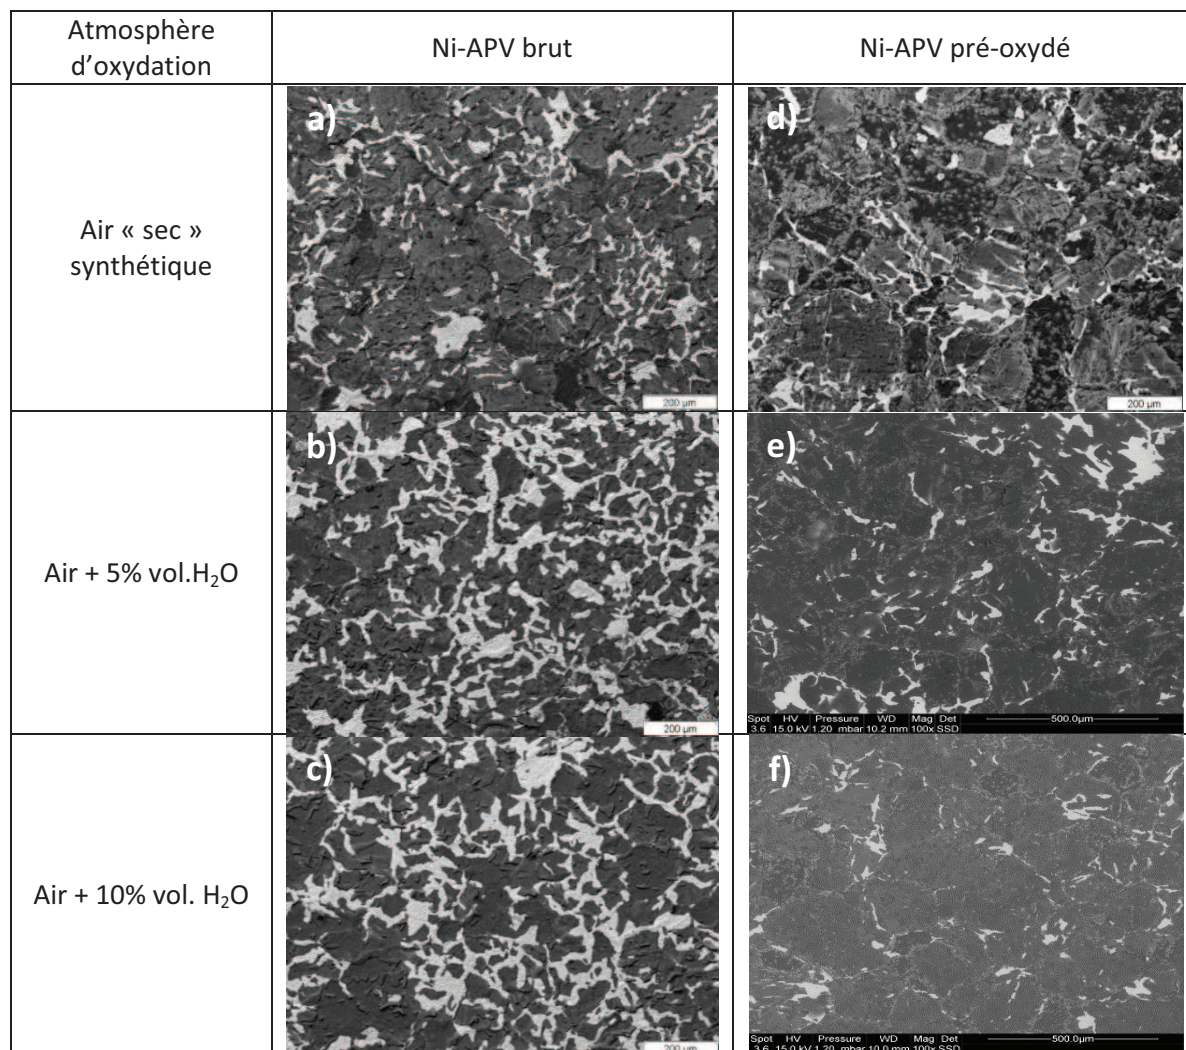 Atmosphère
d'oxydation
Ni-APV brut
Ni-APV pré-oxydé
Air « sec »
synthétique
a)
200 µm
d)
200 µm
Air + 5% vol.H₂O
b)
200 µm
e)
Spot HV Pressure WD Mag Det
3.6 15.0 kV 1.20 mbar 10.2 mm 100x SSD
500.0µm
Air + 10% vol. H₂O
c)
200 µm
f)
Spot HV Pressure WD Mag Det
3.6 15.0 kV 1.20 mbar 10.0 mm 100x SSD
500.0µm